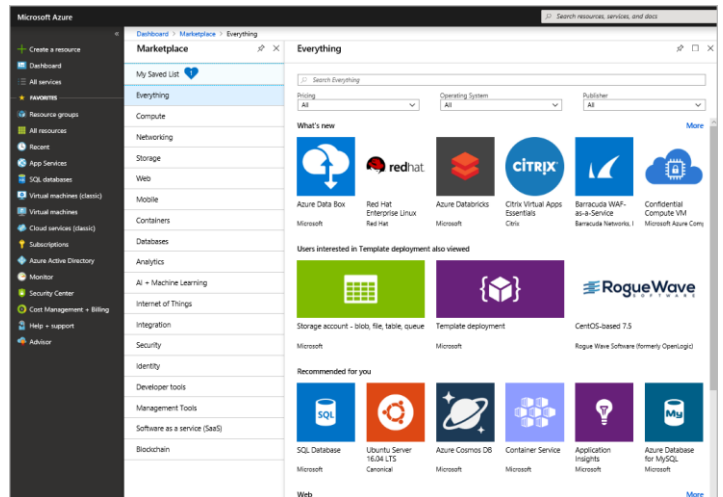 Microsoft Azure
Search resources, services, and docs
Create a resource
Dashboard
All services
FAVORITES
Resource groups
All resources
Recent
App Services
SQL databases
Virtual machines (classic)
Virtual machines
Cloud services (classic)
Subscriptions
Azure Active Directory
Monitor
Security Center
Cost Management + Billing
Help + support
Advisor
Dashboard > Marketplace > Everything
Marketplace
My Saved List 1
Everything
Compute
Networking
Storage
Web
Mobile
Containers
Databases
Analytics
AI + Machine Learning
Internet of Things
Integration
Security
Identity
Developer tools
Management Tools
Software as a service (SaaS)
Blockchain
Everything
Search Everything
Pricing
All
Operating System
All
Publisher
All
What's new
More
redhat
CİTRIX
Azure Data Box
Microsoft
Red Hat
Enterprise Linux
Red Hat
Azure Databricks
Microsoft
Citrix Virtual Apps
Essentials
Citrix
Barracuda WAF-
as-a-Service
Barracuda Networks, I
Confidential
Compute VM
Microsoft Azure Comp
Users interested in Template deployment also viewed
RogueWave
SOFTWARE
Storage account - blob, file, table, queue
Microsoft
Template deployment
Microsoft
CentOS-based 7.5
Rogue Wave Software (formerly OpenLogic)
Recommended for you
SQL
My
SQL Database
Microsoft
Ubuntu Server
16.04 LTS
Canonical
Azure Cosmos DB
Microsoft
Container Service
Microsoft
Application
Insights
Microsoft
Azure Database
for MySQL
Microsoft
Web
More